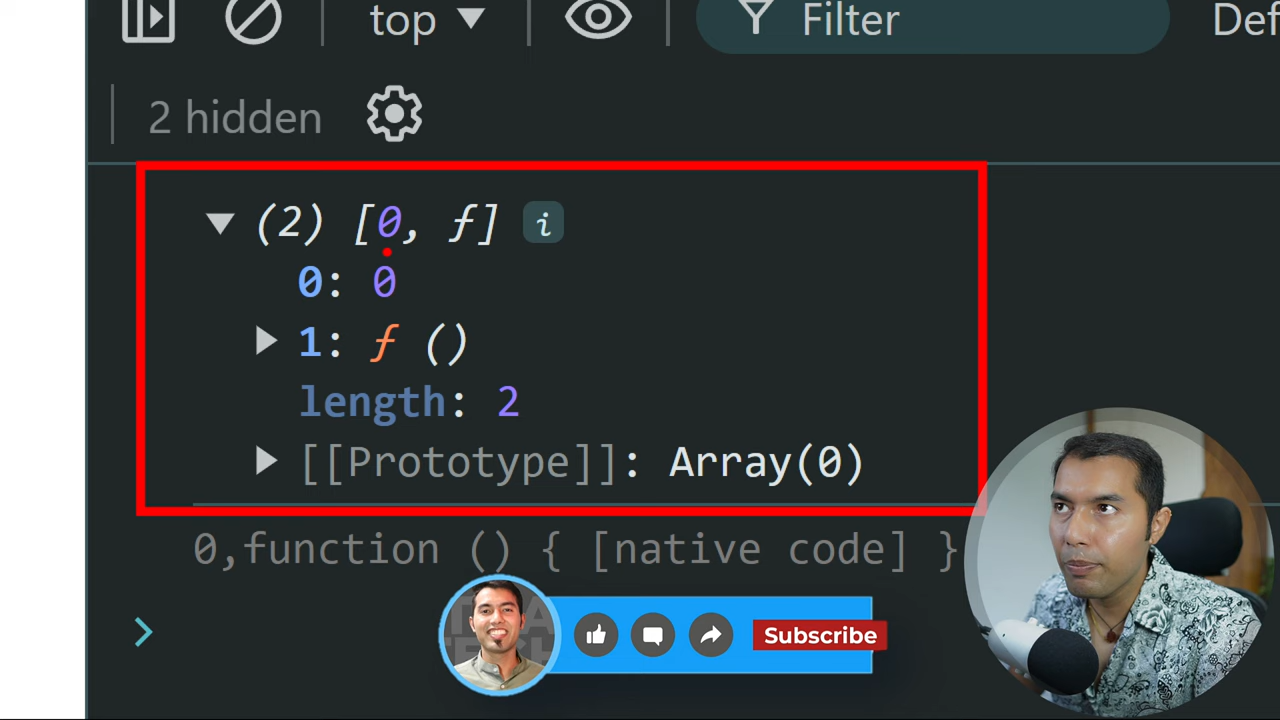 top Filter Def
2 hidden
(2) [0, ƒ] i
0: 0
1: ƒ ()
length: 2
[[Prototype]]: Array(0)
0,function () { [native code] }
Subscribe